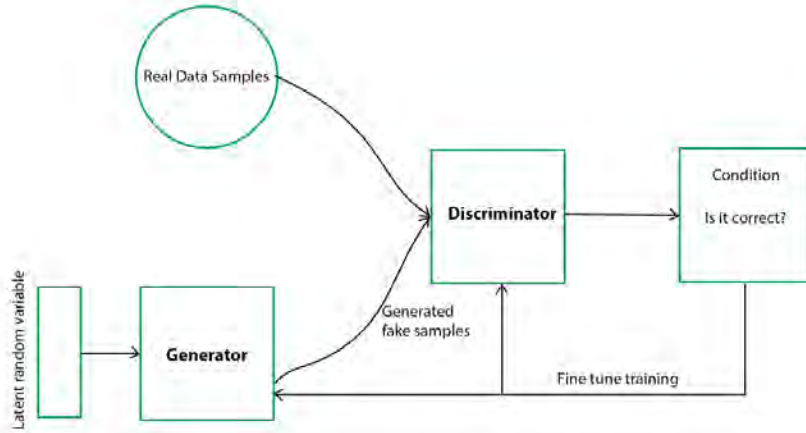 Real Data Samples
Discriminator
Condition
Is it correct?
Latent random variable
Generator
Generated
fake samples
Fine tune training